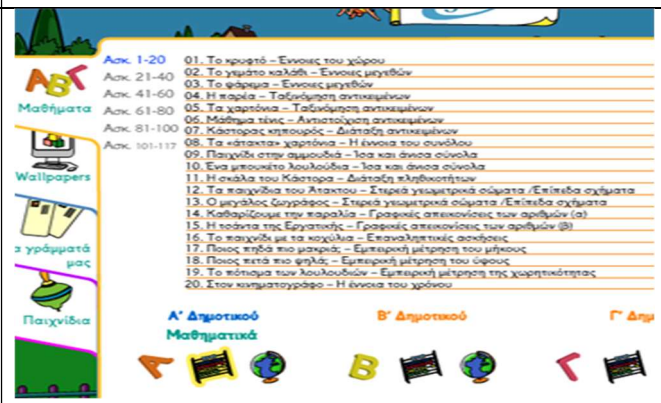 ΑΒΓ
Μαθήματα
Wallpapers
α γράμματά
μας
Παιχνίδια
Ασκ. 1-20
Ασκ. 21-40
Ασκ. 41-60
Ασκ. 61-80
Ασκ. 81-100
Ασκ. 101-117
01. Το κρυφτό – Έννοιες του χώρου
02. Το γεμάτο καλάθι – Έννοιες μεγεθών
03. Το ψάρεμα – Έννοιες μεγεθών
04. Η παρέα – Ταξινόμηση αντικειμένων
05. Τα χαρτόνια – Ταξινόμηση αντικειμένων
06. Μάθημα τένις – Αντιστοίχιση αντικειμένων
07. Κάστορας κηπουρός – Διάταξη αντικειμένων
08. Τα «άτακτα» χαρτόνια – Η έννοια του συνόλου
09. Παιχνίδι στην αμμουδιά – Ίσα και άνισα σύνολα
10. Ένα μπουκέτο λουλούδια – Ίσα και άνισα σύνολα
11. Η σκάλα του Κάστορα – Διάταξη πληθικοτήτων
12. Τα παιχνίδια του Άτακτου – Στερεά γεωμετρικά σώματα /Επίπεδα σχήματα
13. Ο μεγάλος ζωγράφος – Στερεά γεωμετρικά σώματα /Επίπεδα σχήματα
14. Καθαρίζουμε την παραλία – Γραφικές απεικονίσεις των αριθμών (α)
15. Η τσάντα της Εργατικής – Γραφικές απεικονίσεις των αριθμών (β)
16. Το παιχνίδι με τα κοχύλια – Επαναληπτικές ασκήσεις
17. Ποιος πηδά πιο μακριά; – Εμπειρική μέτρηση του μήκους
18. Ποιος πετά πιο ψηλά; – Εμπειρική μέτρηση του ύψους
19. Το πότισμα των λουλουδιών – Εμπειρική μέτρηση της χωρητικότητας
20. Στον κινηματογράφο – Η έννοια του χρόνου
Α' Δημοτικού Β' Δημοτικού Γ' Δημ
Μαθηματικά
Α Β Γ